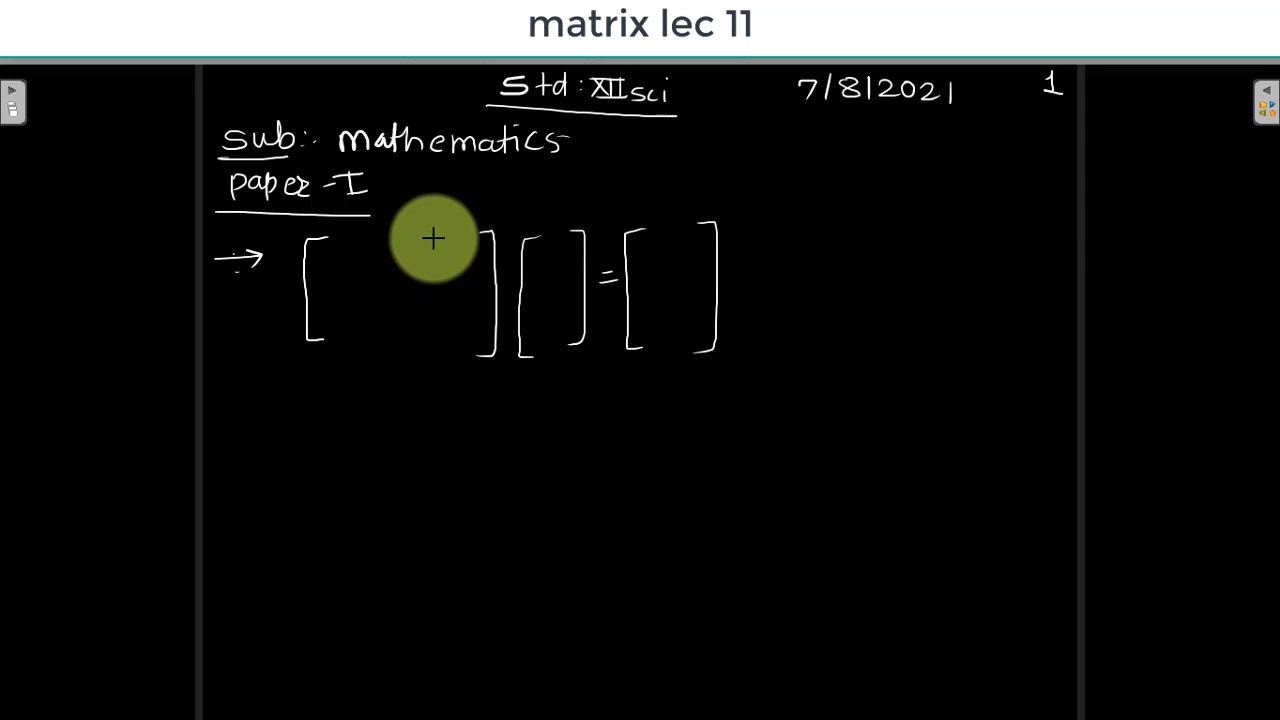 matrix lec 11
Std: XII sci 7/8/2021 1
sub:- mathematics
paper-I
→ [ ] [ ] = [ ]